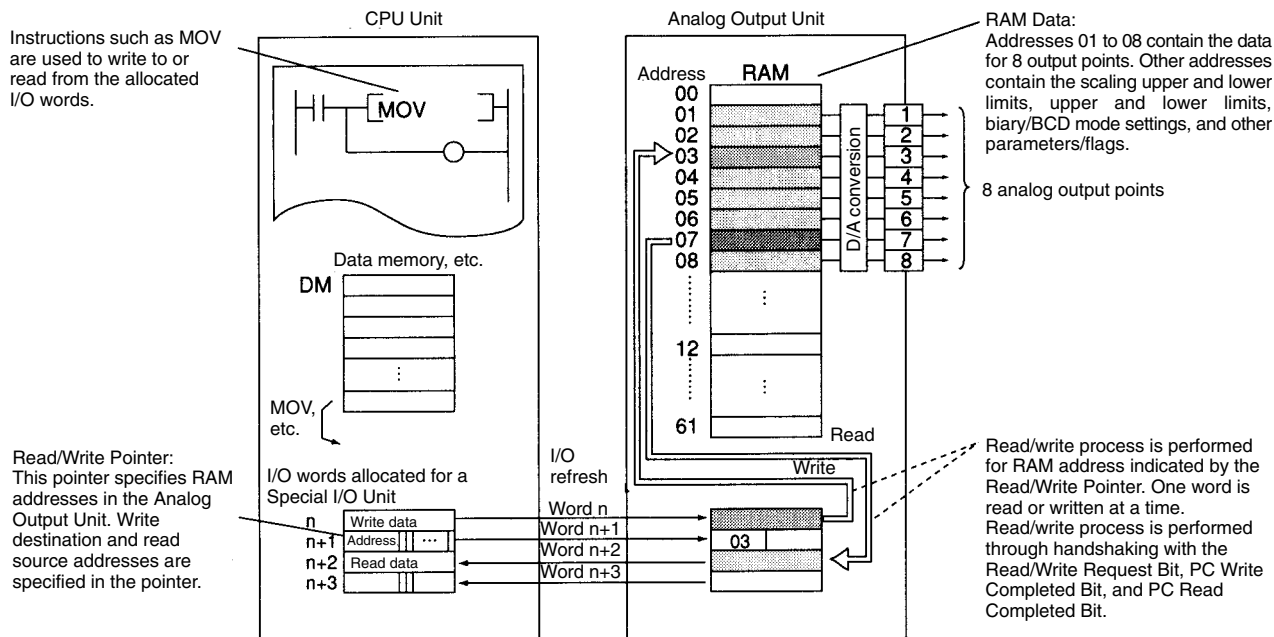 CPU Unit
Analog Output Unit
Instructions such as MOV
are used to write to or
read from the allocated
I/O words.
MOV
RAM Data:
Addresses 01 to 08 contain the data
for 8 output points. Other addresses
contain the scaling upper and lower
limits, upper and lower limits,
biary/BCD mode settings, and other
parameters/flags.
Address
RAM
00
01
02
03
04
05
06
07
08
12
61
D/A conversion
1
2
3
4
5
6
7
8
8 analog output points
Data memory, etc.
DM
MOV,
etc.
Read
Write
Read/Write Pointer:
This pointer specifies RAM
addresses in the Analog
Output Unit. Write
destination and read
source addresses are
specified in the pointer.
I/O words allocated for a
Special I/O Unit
n
Write data
n+1
Address
n+2
Read data
n+3
I/O
refresh
Word n
Word n+1
Word n+2
Word n+3
03
Read/write process is performed
for RAM address indicated by the
Read/Write Pointer. One word is
read or written at a time.
Read/write process is performed
through handshaking with the
Read/Write Request Bit, PC Write
Completed Bit, and PC Read
Completed Bit.